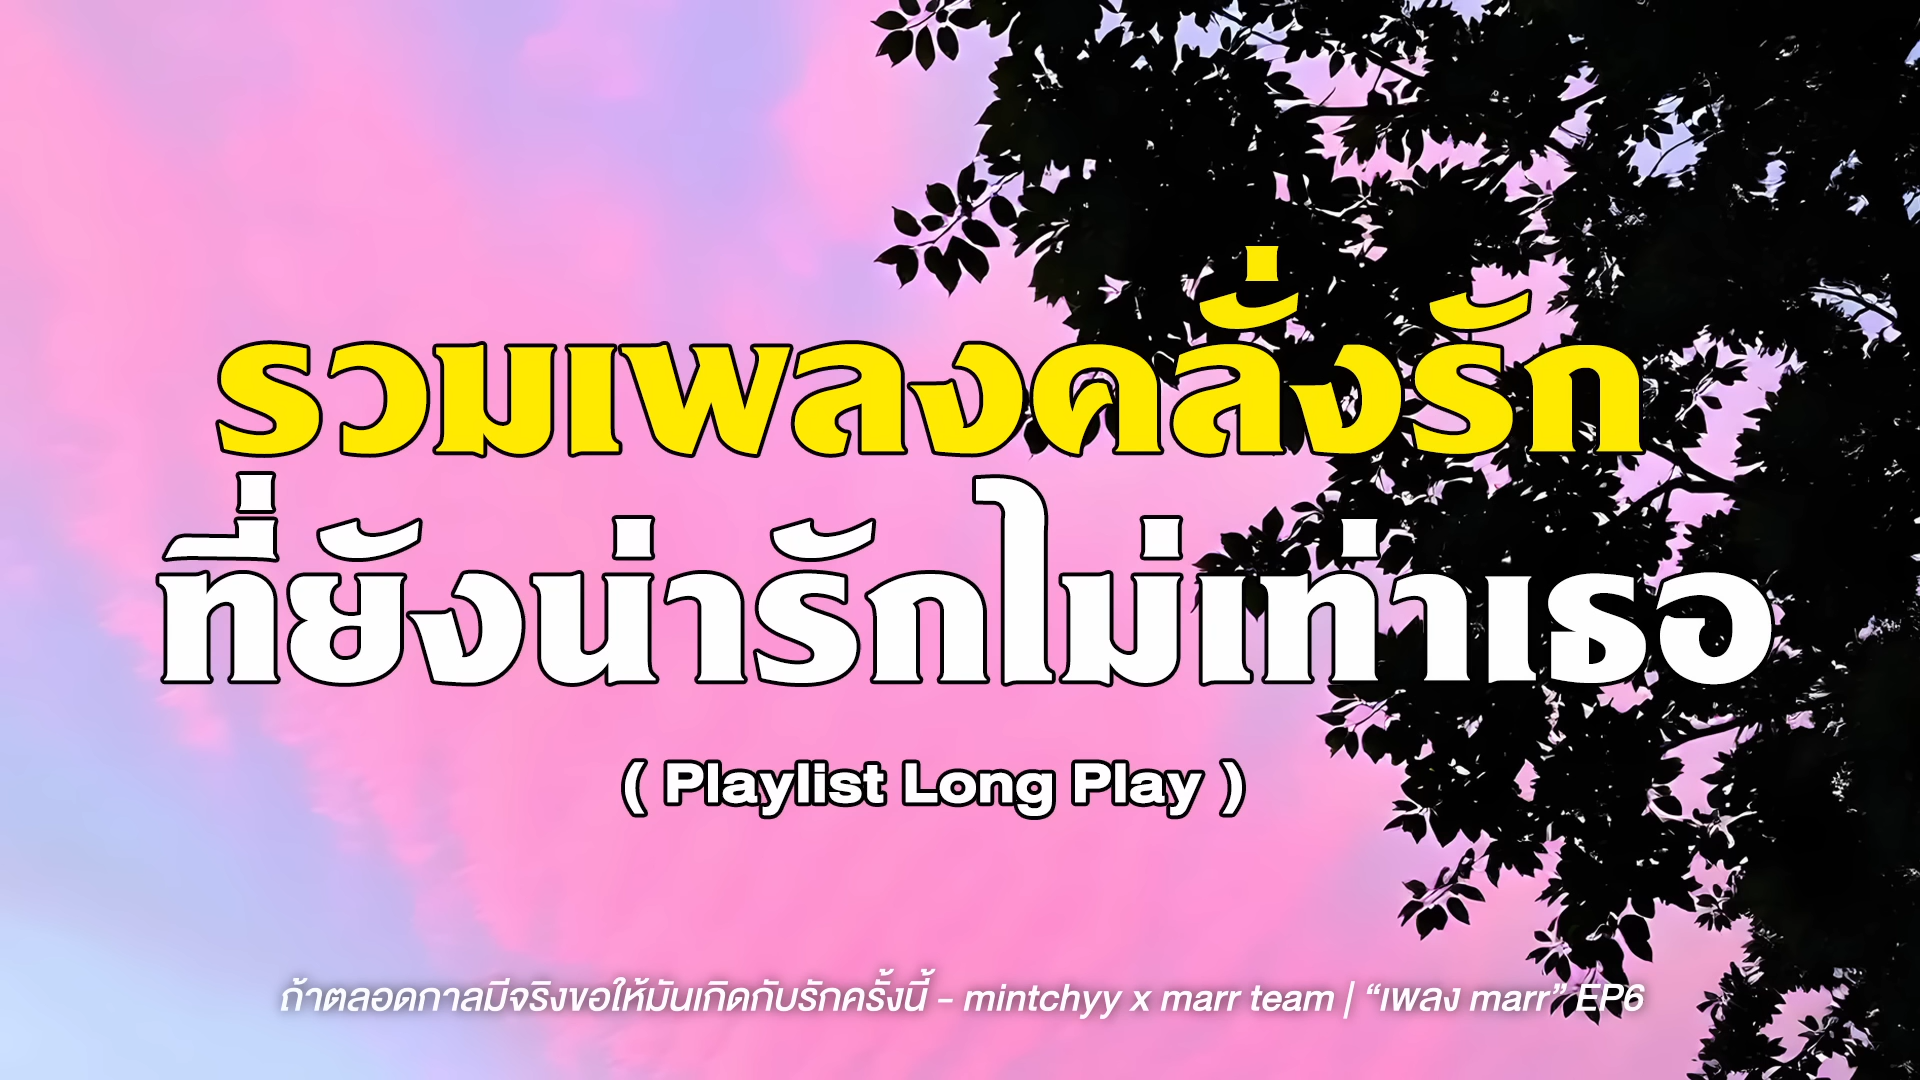 รวมเพลงคลั่งรัก
ที่ยังน่ารักไม่เท่าเธอ
( Playlist Long Play )
ถ้าตลอดกาลมีจริงขอให้มันเกิดกับรักครั้งนี้ - mintchyy x marr team | “เพลง marr” EP6